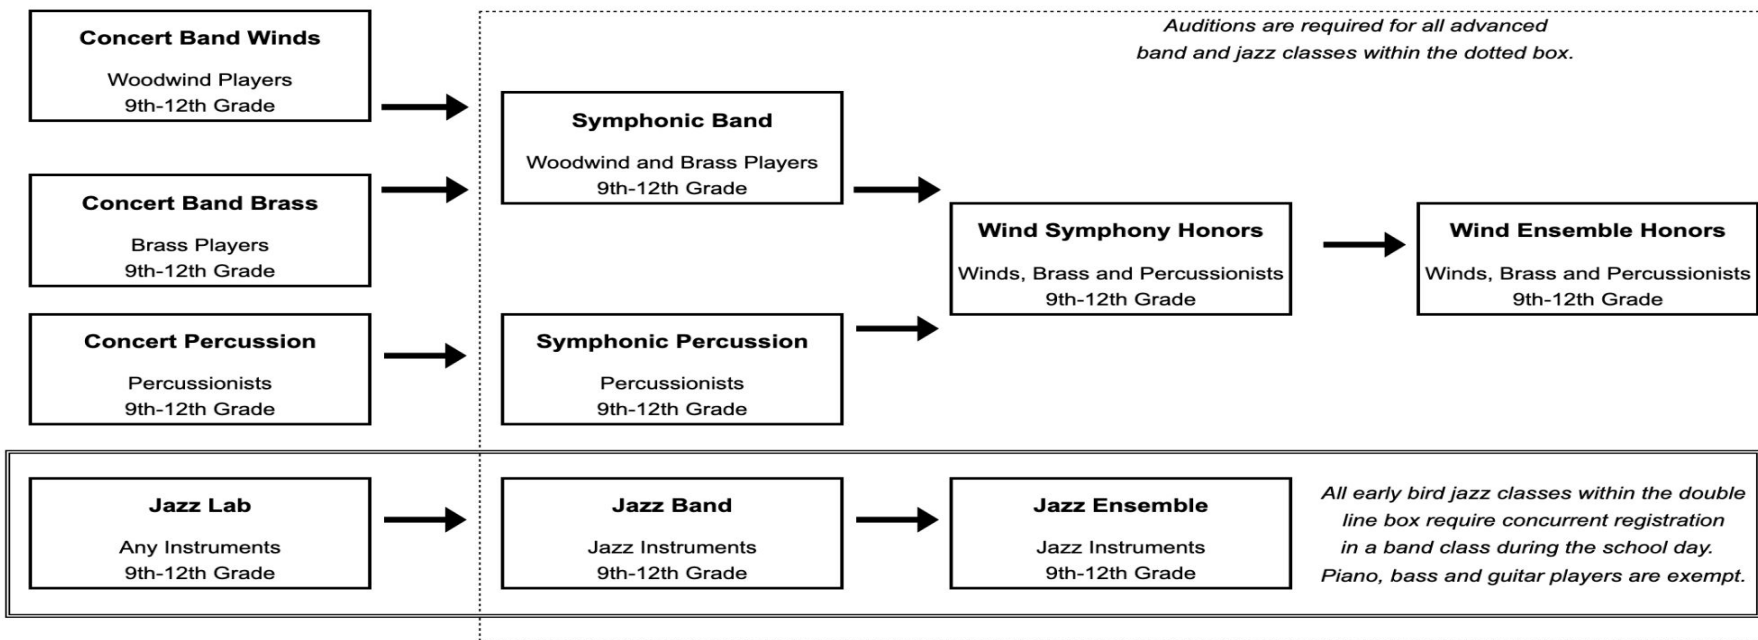 Auditions are required for all advanced
band and jazz classes within the dotted box.
Concert Band Winds
Woodwind Players
9th-12th Grade
Concert Band Brass
Brass Players
9th-12th Grade
Concert Percussion
Percussionists
9th-12th Grade
Symphonic Band
Woodwind and Brass Players
9th-12th Grade
Symphonic Percussion
Percussionists
9th-12th Grade
Wind Symphony Honors
Winds, Brass and Percussionists
9th-12th Grade
Wind Ensemble Honors
Winds, Brass and Percussionists
9th-12th Grade
Jazz Lab
Any Instruments
9th-12th Grade
Jazz Band
Jazz Instruments
9th-12th Grade
Jazz Ensemble
Jazz Instruments
9th-12th Grade
All early bird jazz classes within the double
line box require concurrent registration
in a band class during the school day.
Piano, bass and guitar players are exempt.